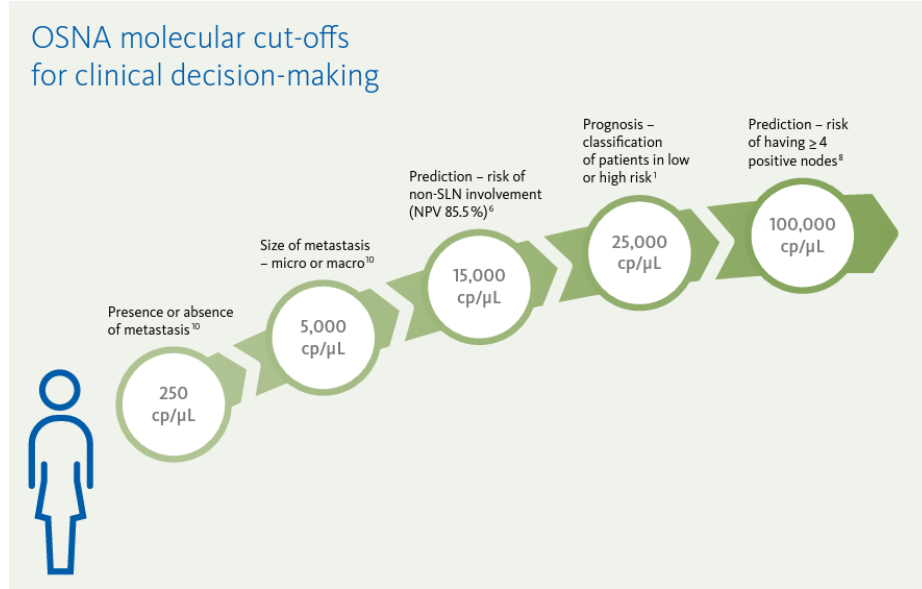 OSNA molecular cut-offs
for clinical decision-making
Presence or absence
of metastasis¹⁰
250
cp/µL
Size of metastasis
– micro or macro¹⁰
5,000
cp/µL
Prediction – risk of
non-SLN involvement
(NPV 85.5 %)⁶
15,000
cp/µL
Prognosis –
classification
of patients in low
or high risk¹
25,000
cp/µL
Prediction – risk
of having ≥ 4
positive nodes⁸
100,000
cp/µL